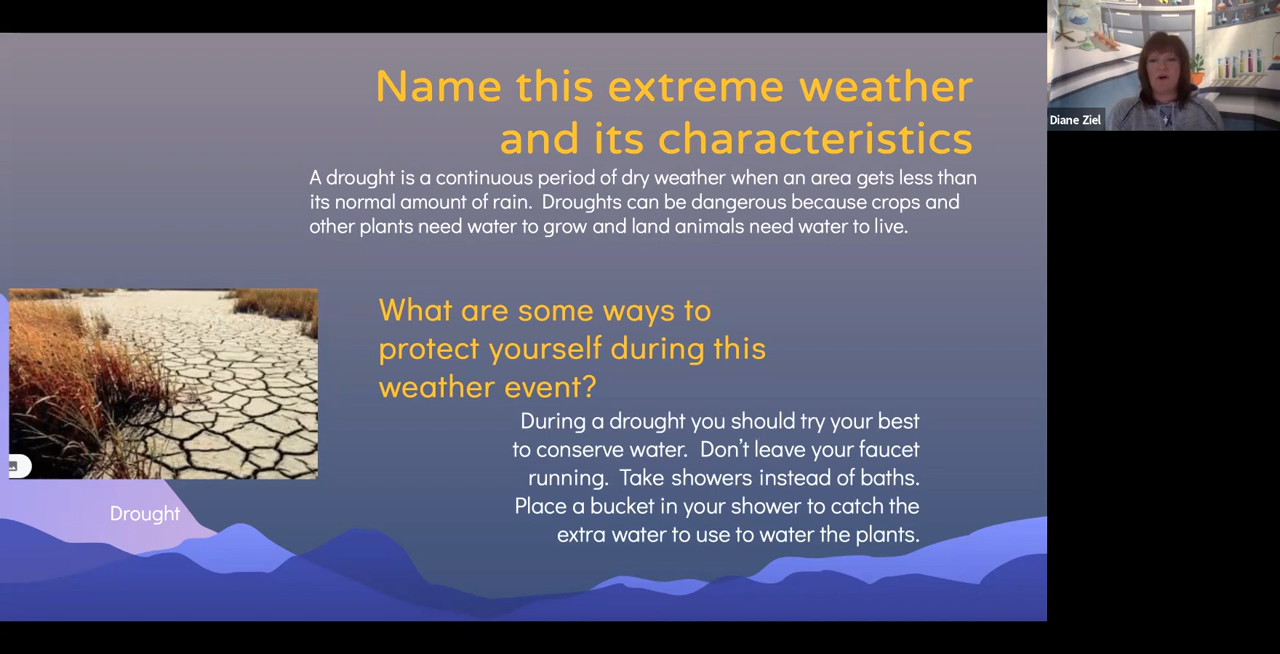 Name this extreme weather
and its characteristics
A drought is a continuous period of dry weather when an area gets less than
its normal amount of rain.  Droughts can be dangerous because crops and
other plants need water to grow and land animals need water to live.
What are some ways to
protect yourself during this
weather event?
During a drought you should try your best
to conserve water.  Don't leave your faucet
running.  Take showers instead of baths.
Place a bucket in your shower to catch the
extra water to use to water the plants.
Drought
Diane Ziel